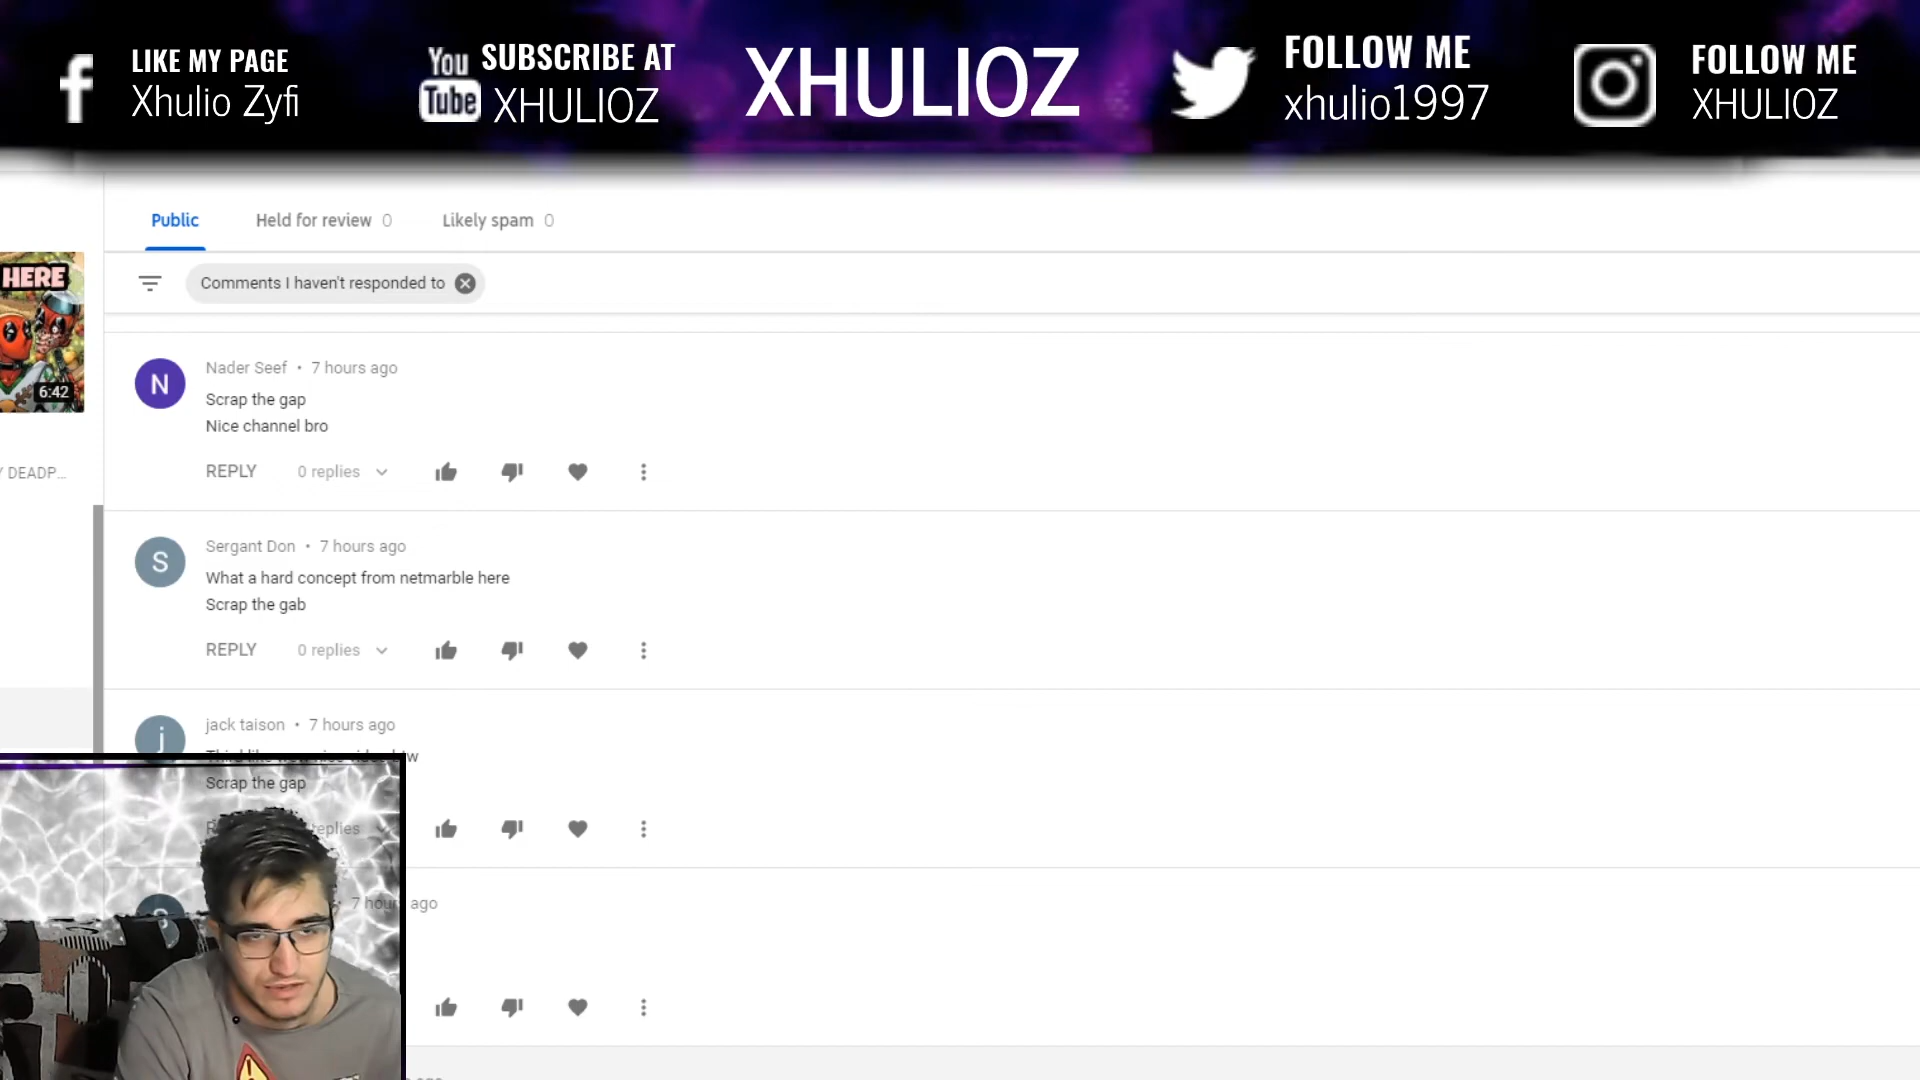 LIKE MY PAGE
Xhulio Zyfi
You
Tube
SUBSCRIBE AT
XHULIOZ
XHULIOZ
FOLLOW ME
xhulio1997
FOLLOW ME
XHULIOZ
Public
Held for review 0
Likely spam 0
HERE
6:42
Y DEADP...
Comments I haven't responded to
N
Nader Seef • 7 hours ago
Scrap the gap
Nice channel bro
REPLY 0 replies
S
Sergant Don • 7 hours ago
What a hard concept from netmarble here
Scrap the gab
REPLY 0 replies
j
jack taison • 7 hours ago
Scrap the gap
replies
S
7 hours ago